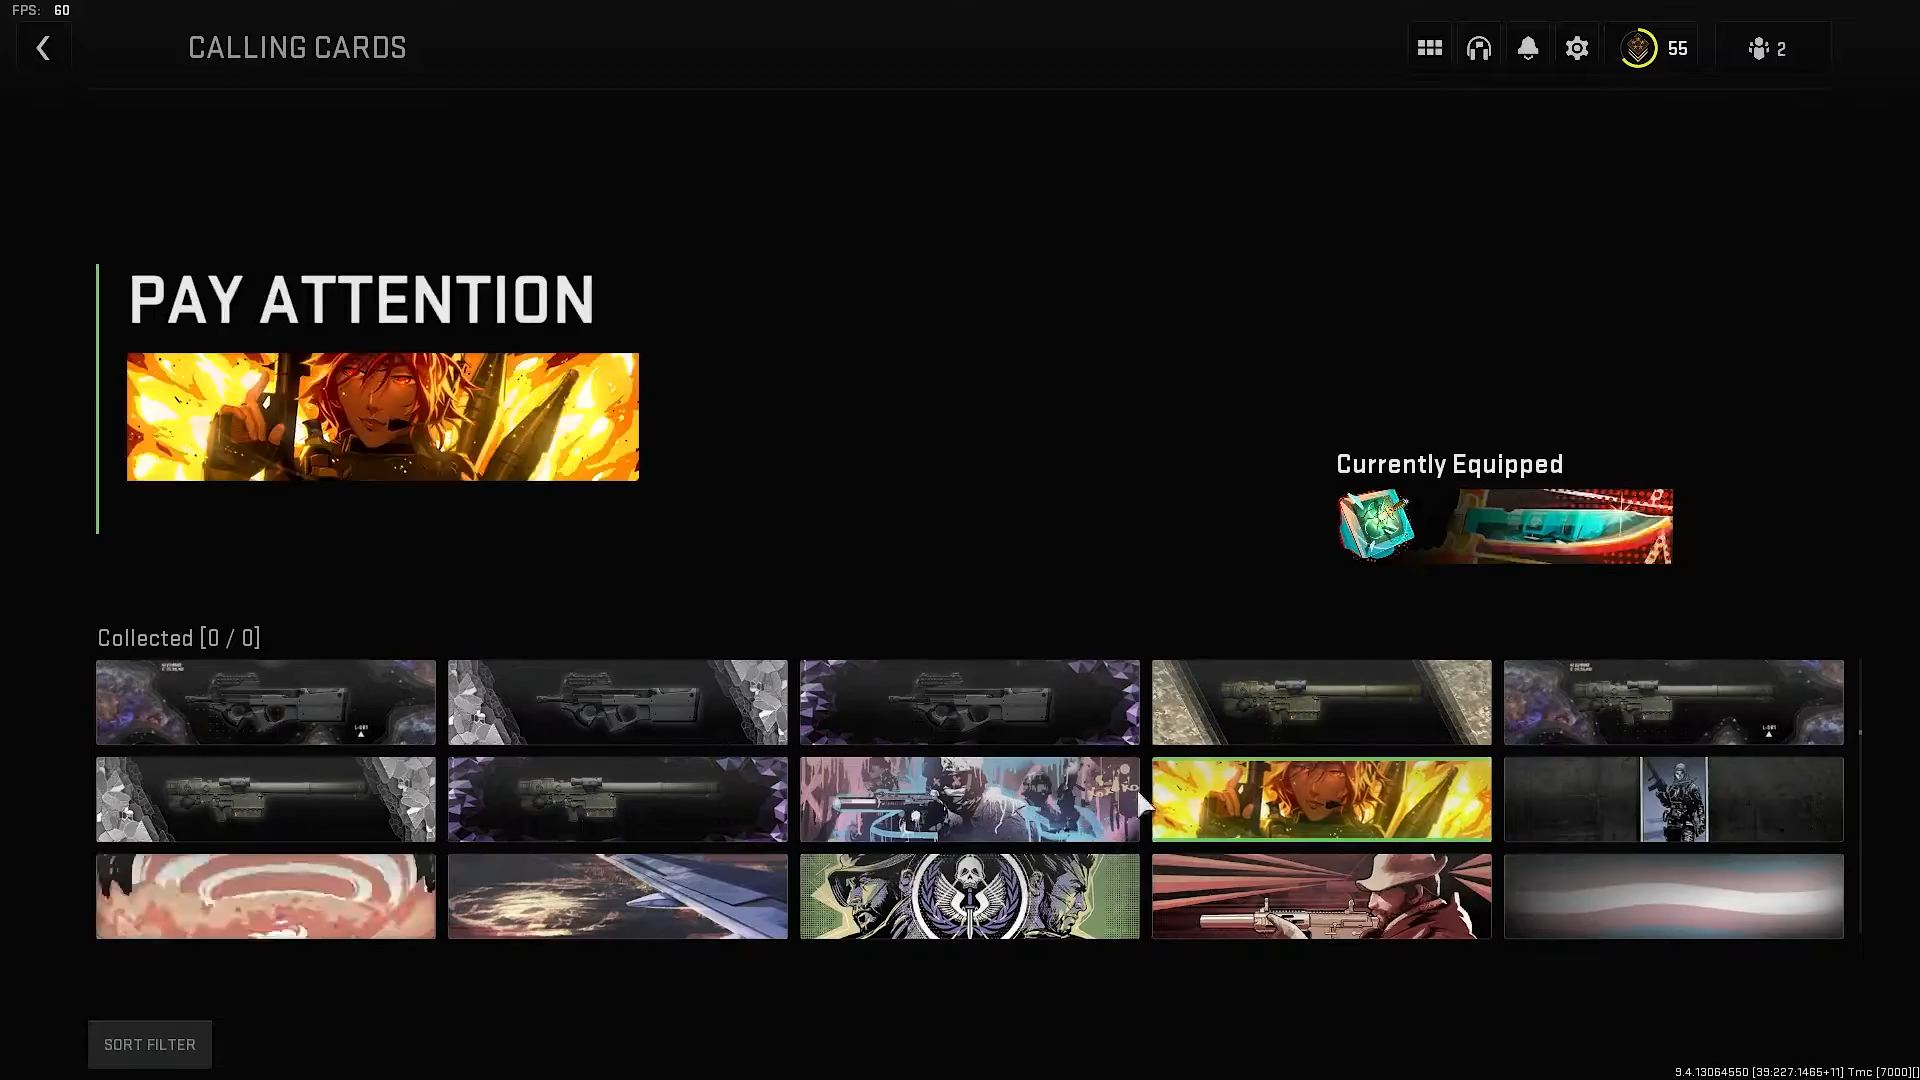 FPS: 60
CALLING CARDS
55
2
PAY ATTENTION
Currently Equipped
Collected [0 / 0]
SORT FILTER
9.4.13064550 [39:227:1465+11] Tmc [7000][]